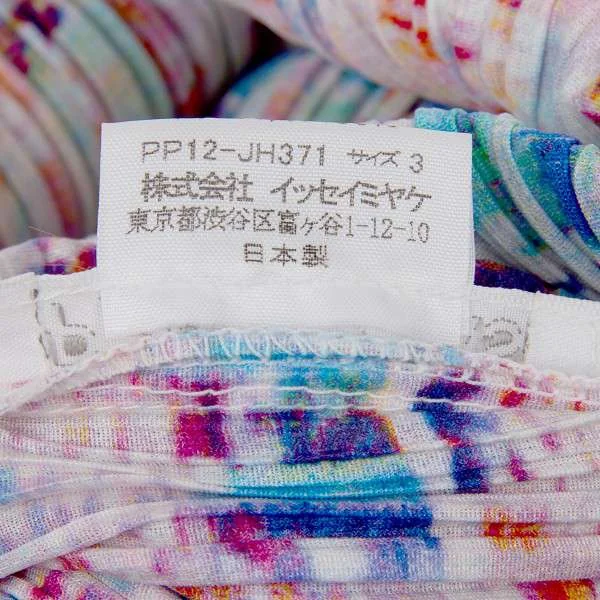 PP12-JH371 サイズ 3
株式会社 イッセイミヤケ
東京都渋谷区富ヶ谷1-12-10
日本製